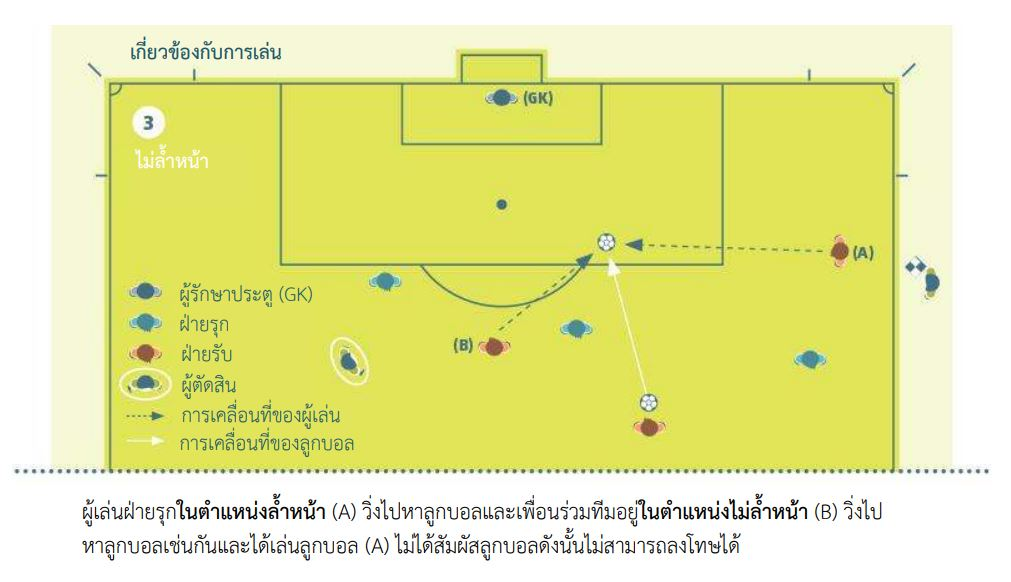 เกี่ยวข้องกับการเล่น
(GK)
3
ไม่ล้ำหน้า
(A)
ผู้รักษาประตู (GK)
ฝ่ายรุก
(B)
ฝ่ายรับ
ผู้ตัดสิน
การเคลื่อนที่ของผู้เล่น
การเคลื่อนที่ของลูกบอล
ผู้เล่นฝ่ายรุกในตำแหน่งล้ำหน้า (A) วิ่งไปหาลูกบอลและเพื่อนร่วมทีมอยู่ในตำแหน่งไม่ล้ำหน้า (B) วิ่งไป
หาลูกบอลเช่นกันและได้เล่นลูกบอล (A) ไม่ได้สัมผัสลูกบอลดังนั้นไม่สามารถลงโทษได้